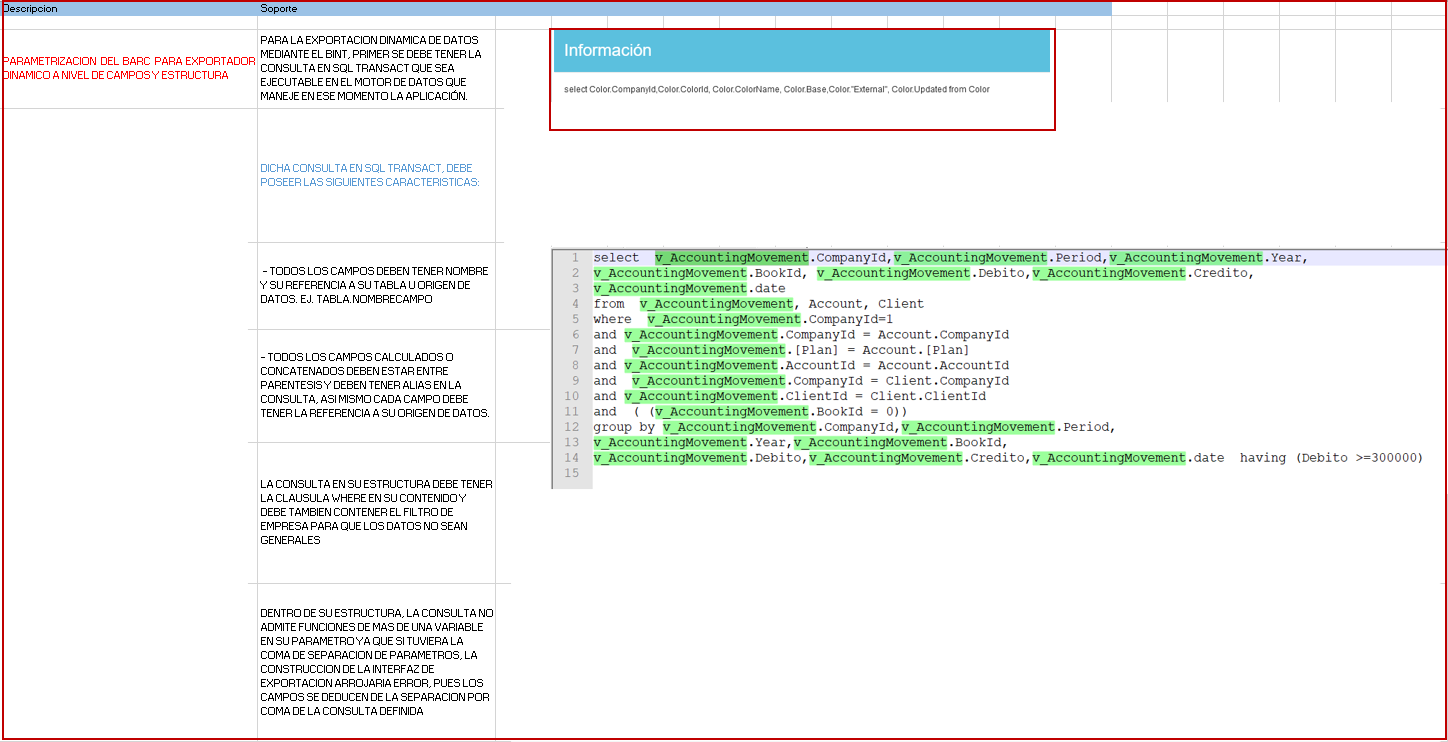 Descripcion
Soporte
PARAMETRIZACION DEL BARC PARA EXPORTADOR
DINAMICO A NIVEL DE CAMPOS Y ESTRUCTURA
PARA LA EXPORTACION DINAMICA DE DATOS
MEDIANTE EL BINT, PRIMER SE DEBE TENER LA
CONSULTA EN SQL TRANSACT QUE SEA
EJECUTABLE EN EL MOTOR DE DATOS QUE
MANEJE EN ESE MOMENTO LA APLICACIÓN.
Información
select Color.CompanyId,Color.ColorId, Color.ColorName, Color.Base,Color."External", Color.Updated from Color
DICHA CONSULTA EN SQL TRANSACT, DEBE
POSEER LAS SIGUIENTES CARACTERISTICAS:
- TODOS LOS CAMPOS DEBEN TENER NOMBRE
Y SU REFERENCIA A SU TABLA U ORIGEN DE
DATOS. EJ. TABLA.NOMBRECAMPO
- TODOS LOS CAMPOS CALCULADOS O
CONCATENADOS DEBEN ESTAR ENTRE
PARENTESIS Y DEBEN TENER ALIAS EN LA
CONSULTA, ASI MISMO CADA CAMPO DEBE
TENER LA REFERENCIA A SU ORIGEN DE DATOS.
LA CONSULTA EN SU ESTRUCTURA DEBE TENER
LA CLAUSULA WHERE EN SU CONTENIDO Y
DEBE TAMBIEN CONTENER EL FILTRO DE
EMPRESA PARA QUE LOS DATOS NO SEAN
GENERALES
DENTRO DE SU ESTRUCTURA, LA CONSULTA NO
ADMITE FUNCIONES DE MAS DE UNA VARIABLE
EN SU PARAMETRO YA QUE SI TUVIERA LA
COMA DE SEPARACION DE PARAMETROS, LA
CONSTRUCCION DE LA INTERFAZ DE
EXPORTACION ARROJARIA ERROR, PUES LOS
CAMPOS SE DEDUCEN DE LA SEPARACION POR
COMA DE LA CONSULTA DEFINIDA
1 select v_AccountingMovement.CompanyId,v_AccountingMovement.Period,v_AccountingMovement.Year,
2 v_AccountingMovement.BookId, v_AccountingMovement.Debito,v_AccountingMovement.Credito,
3 v_AccountingMovement.date
4 from v_AccountingMovement, Account, Client
5 where v_AccountingMovement.CompanyId=1
6 and v_AccountingMovement.CompanyId = Account.CompanyId
7 and v_AccountingMovement.[Plan] = Account.[Plan]
8 and v_AccountingMovement.AccountId = Account.AccountId
9 and v_AccountingMovement.CompanyId = Client.CompanyId
10 and v_AccountingMovement.ClientId = Client.ClientId
11 and ( (v_AccountingMovement.BookId = 0))
12 group by v_AccountingMovement.CompanyId,v_AccountingMovement.Period,
13 v_AccountingMovement.Year,v_AccountingMovement.BookId,
14 v_AccountingMovement.Debito,v_AccountingMovement.Credito,v_AccountingMovement.date having (Debito >=300000)
15